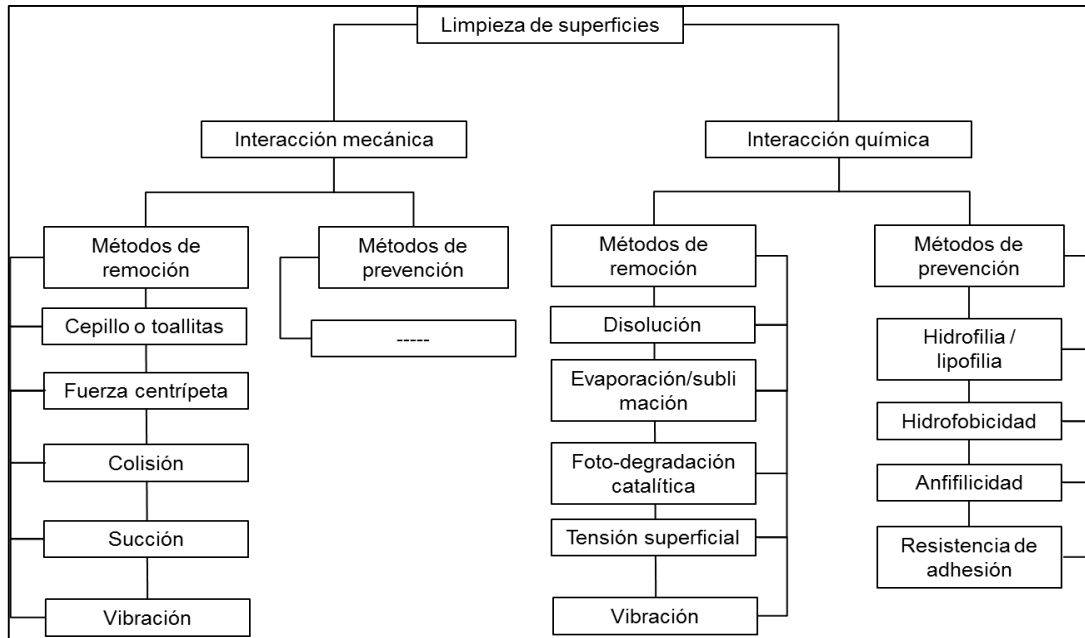 Limpieza de superficies
Interacción mecánica
Interacción química
Métodos de
remoción
Métodos de
prevención
Métodos de
remoción
Métodos de
prevención
Cepillo o toallitas
Fuerza centrípeta
Colisión
Succión
Vibración
-----
Disolución
Evaporación/subli
mación
Foto-degradación
catalítica
Tensión superficial
Vibración
Hidrofilia /
lipofilia
Hidrofobicidad
Anfifilicidad
Resistencia de
adhesión